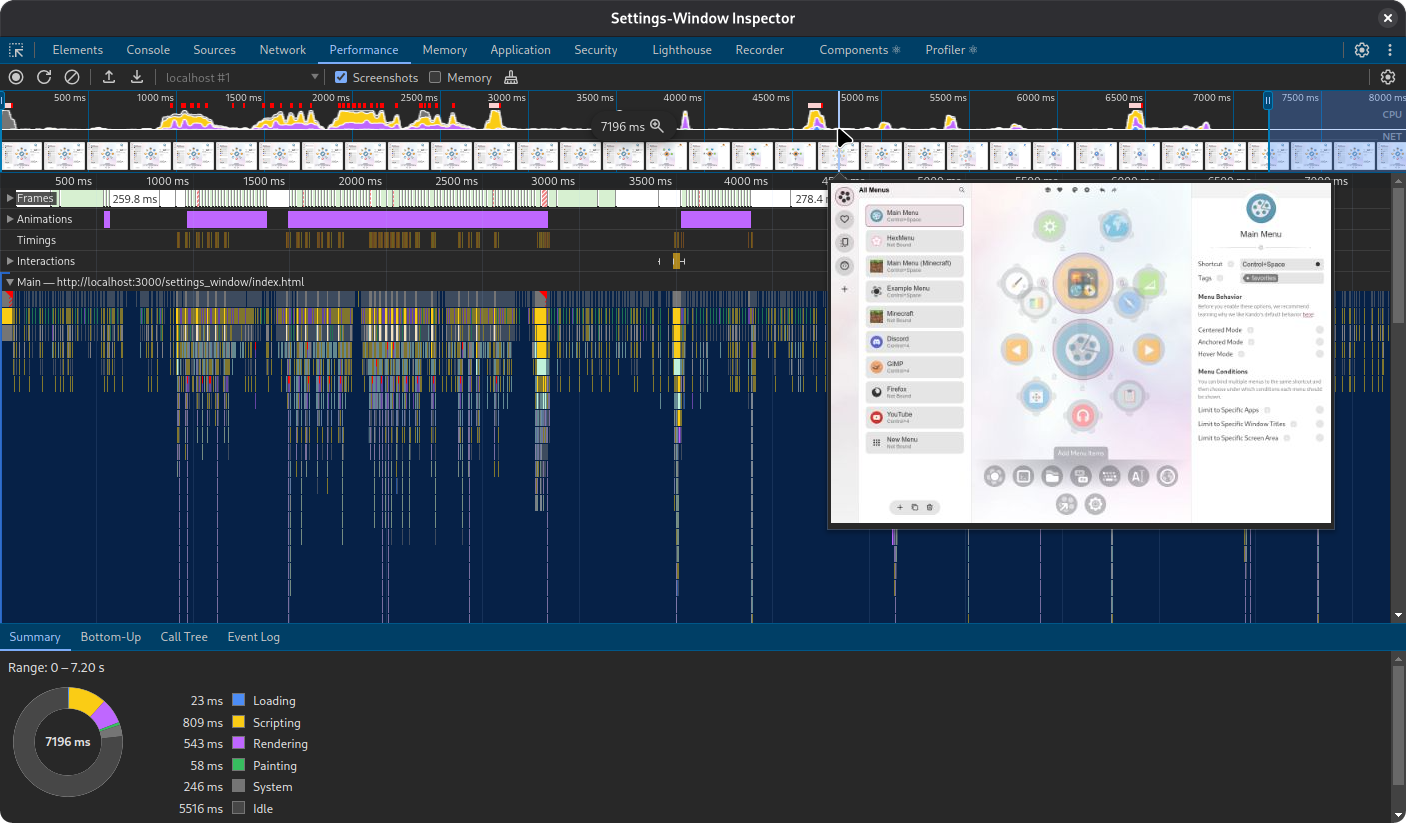 Settings-Window Inspector
Elements Console Sources Network Performance Memory Application Security Lighthouse Recorder Components Profiler
localhost #1 Screenshots Memory
500 ms 1000 ms 1500 ms 2000 ms 2500 ms 3000 ms 3500 ms 4000 ms 4500 ms 5000 ms 5500 ms 6000 ms 6500 ms 7000 ms 7500 ms 8000 ms
CPU
7196 ms
NET
500 ms 1000 ms 1500 ms 2000 ms 2500 ms 3000 ms 3500 ms 4000 ms
Frames 259.8 ms 278.4
Animations
Timings
Interactions
Main — http://localhost:3000/settings_window/index.html
All Menus
Main Menu
Control+Space
HexMenu
Not Bound
Main Menu (Minecraft)
Control+Space
Example Menu
Control+Space
Minecraft
Not Bound
Discord
Control+4
GIMP
Control+4
Firefox
Not Bound
YouTube
Control+4
New Menu
Not Bound
Add Menu Items
Main Menu
Shortcut Control+Space
Tags favorites
Menu Behavior
Before you enable these options, we recommend
learning why we like Kando's default behavior here.
Centered Mode
Anchored Mode
Hover Mode
Menu Conditions
You can bind multiple menus to the same shortcut and
then choose under which conditions each menu should
be shown.
Limit to Specific Apps
Limit to Specific Window Titles
Limit to Specific Screen Area
Summary Bottom-Up Call Tree Event Log
Range: 0 – 7.20 s
7196 ms
23 ms Loading
809 ms Scripting
543 ms Rendering
58 ms Painting
246 ms System
5516 ms Idle